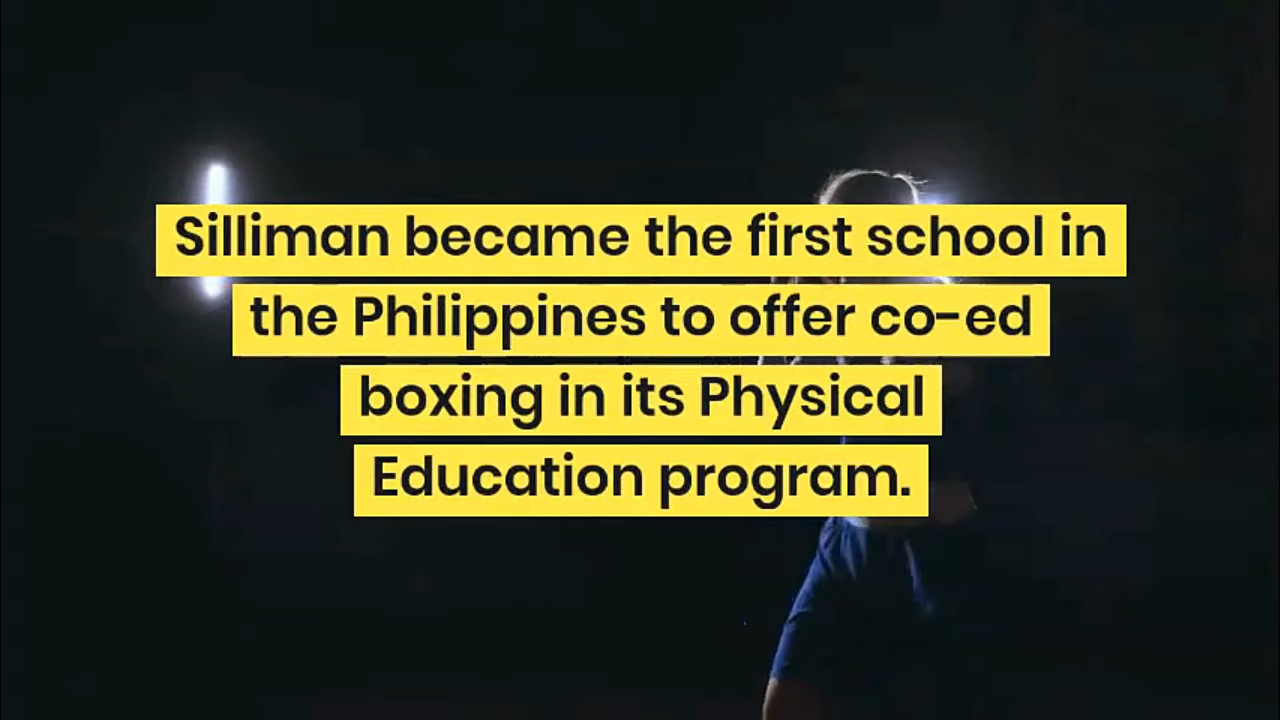 Silliman became the first school in
the Philippines to offer co-ed
boxing in its Physical
Education program.